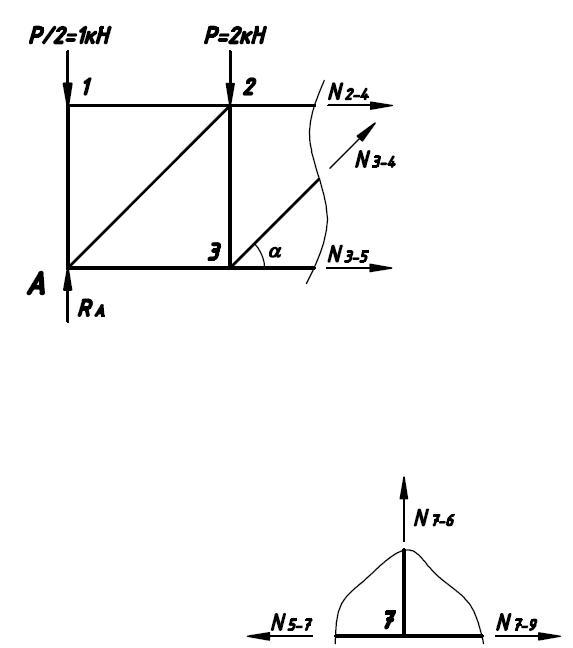 P/2=1кН P=2кН
1 2 N2-4
N3-4
3 α N3-5
A
RA
N7-6
N5-7 7 N7-9